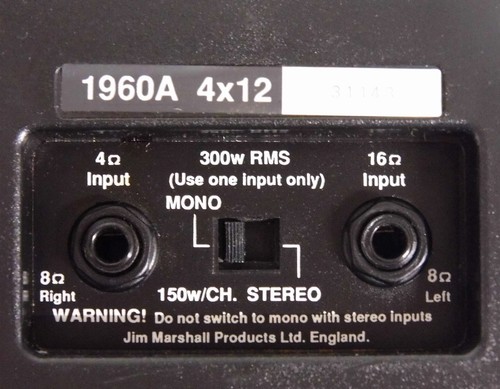 1960A 4x12
4Ω Input
300w RMS
(Use one input only)
16Ω Input
MONO
8Ω Right
150w/CH. STEREO
8Ω Left
WARNING! Do not switch to mono with stereo inputs
Jim Marshall Products Ltd. England.